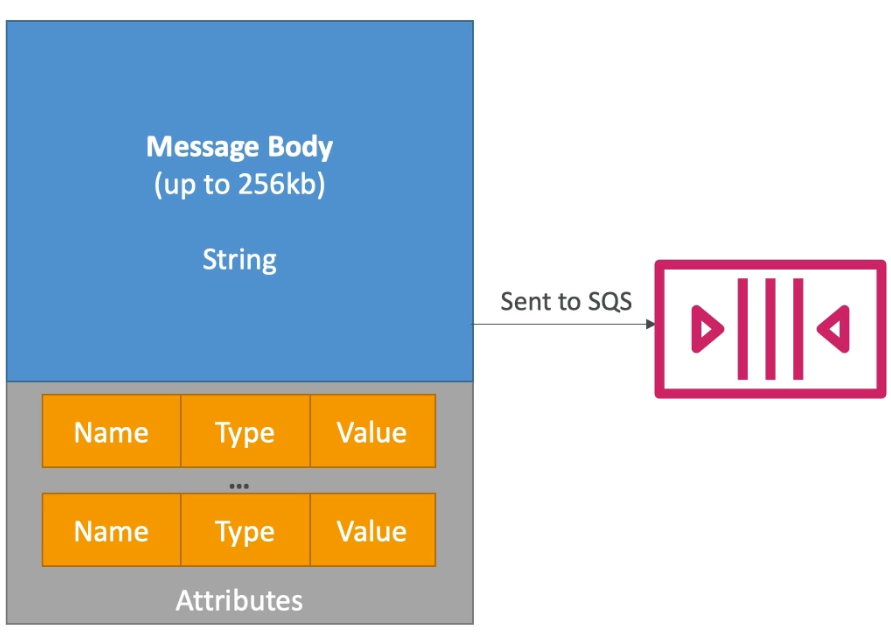 Message Body
(up to 256kb)
String
Sent to SQS
Name Type Value
...
Name Type Value
Attributes